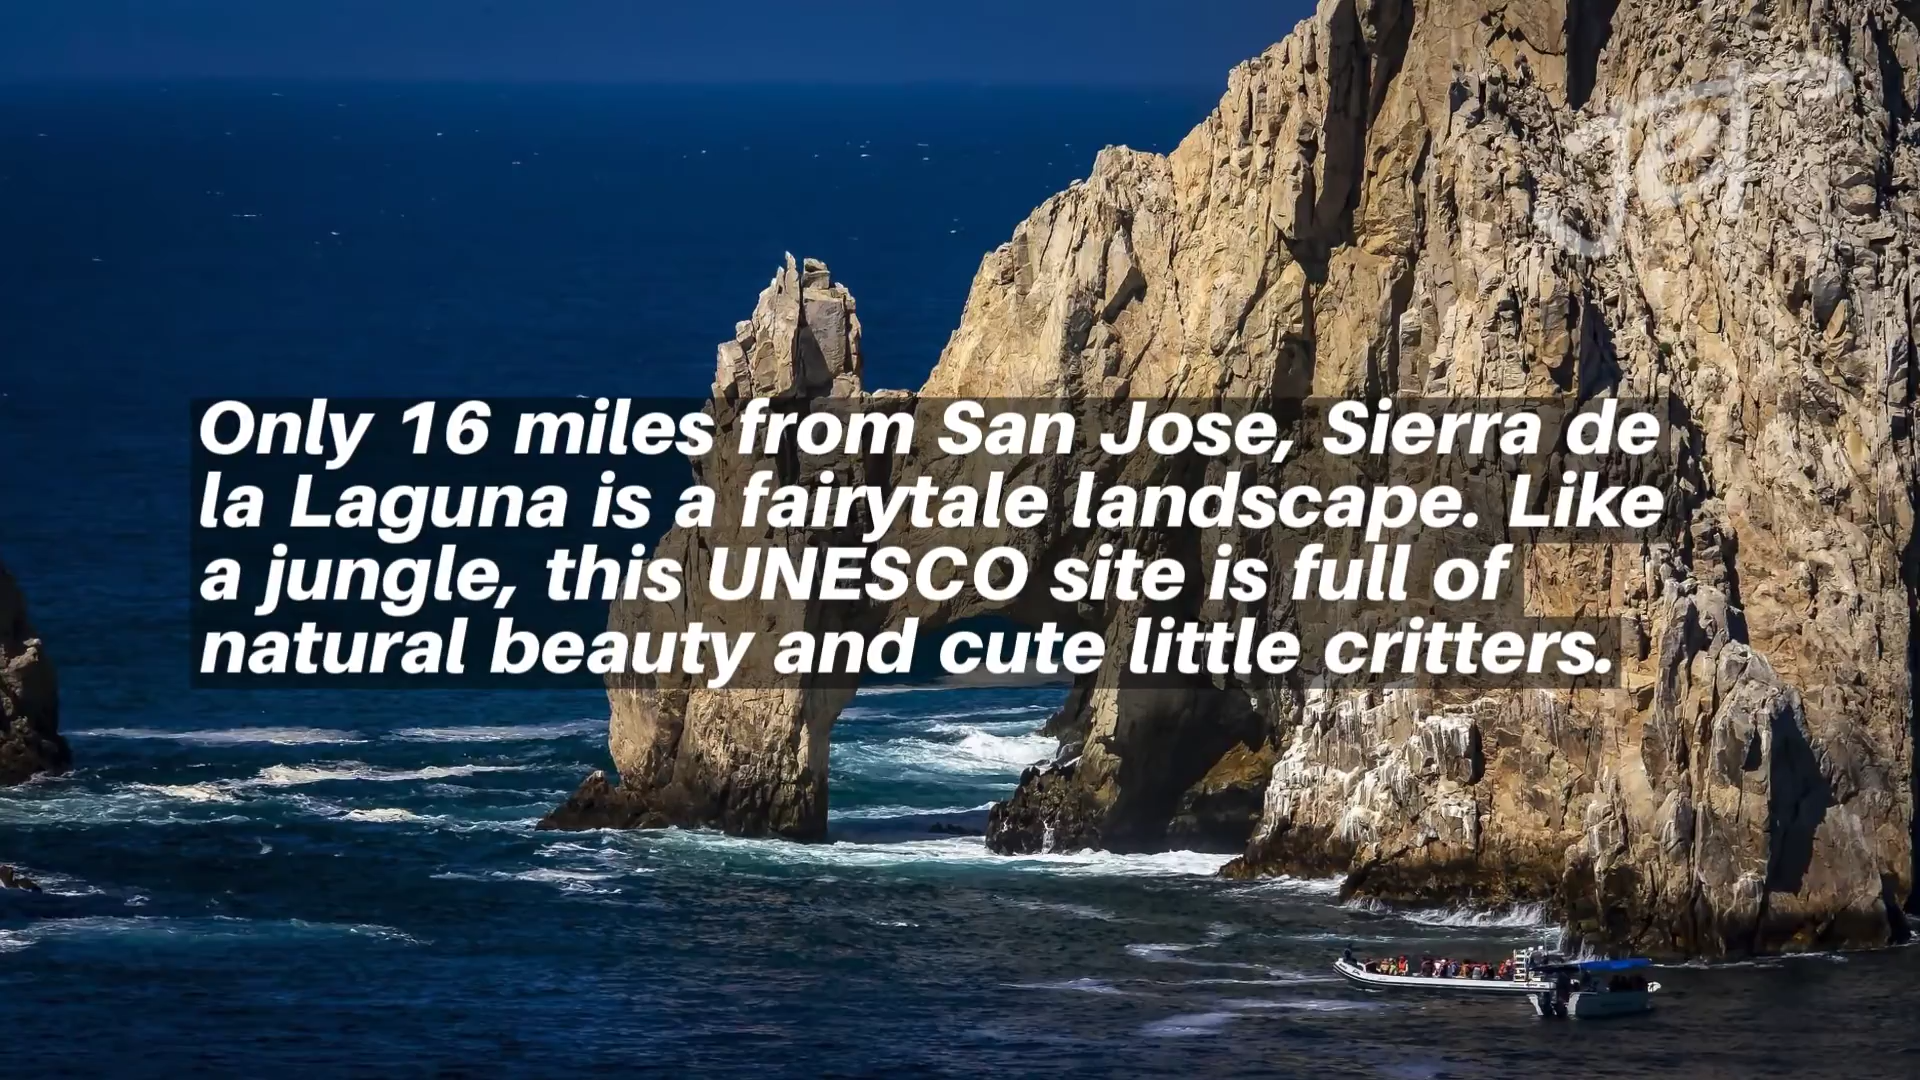 Only 16 miles from San Jose, Sierra de
la Laguna is a fairytale landscape. Like
a jungle, this UNESCO site is full of
natural beauty and cute little critters.